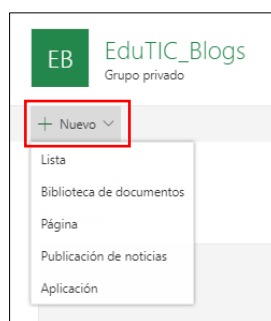 EB
EduTIC_Blogs
Grupo privado
+ Nuevo
Lista
Biblioteca de documentos
Página
Publicación de noticias
Aplicación